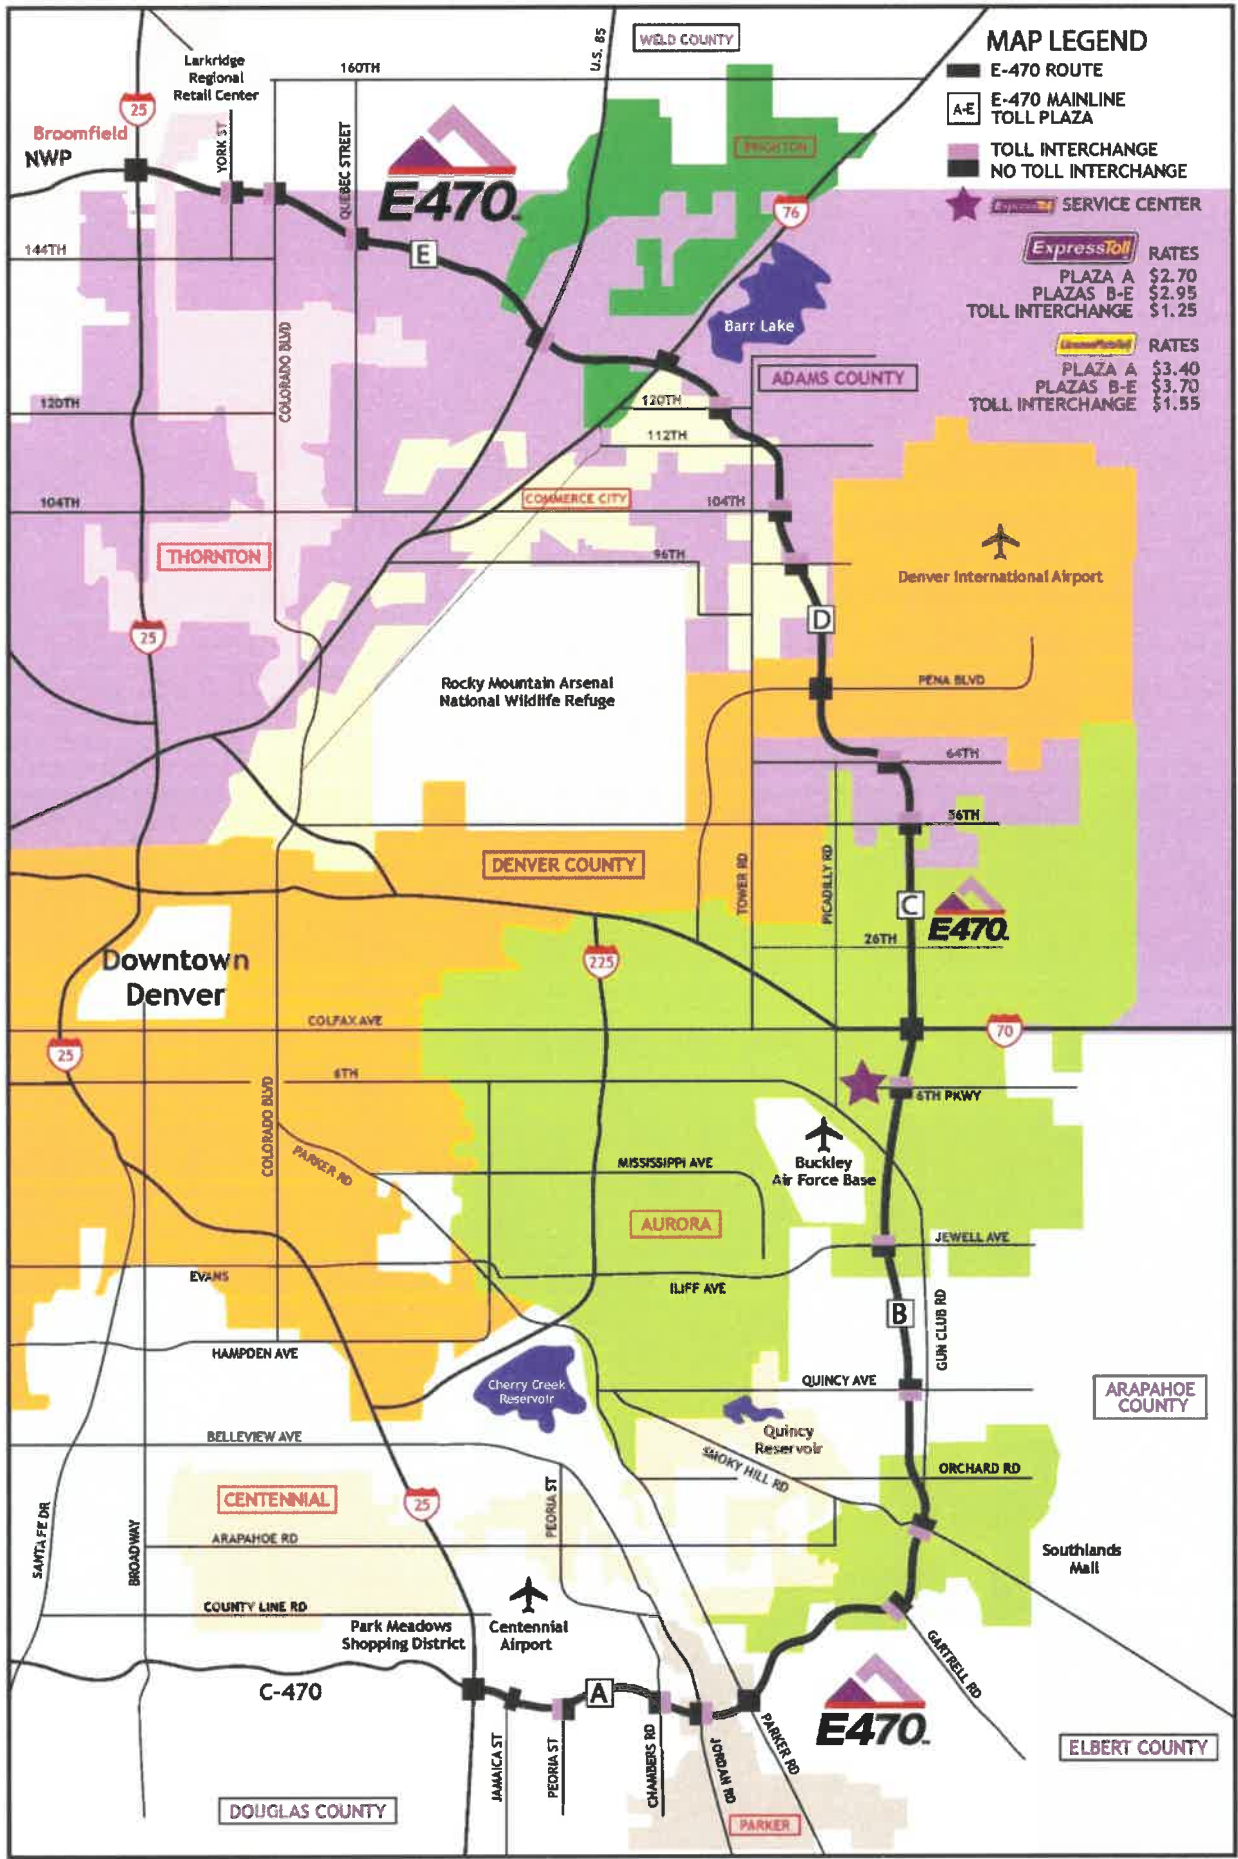 WELD COUNTY
U.S. 85
MAP LEGEND
E-470 ROUTE
A-E
E-470 MAINLINE
TOLL PLAZA
TOLL INTERCHANGE
NO TOLL INTERCHANGE
SERVICE CENTER
ExpressToll RATES
PLAZA A $2.70
PLAZAS B-E $2.95
TOLL INTERCHANGE $1.25
RATES
PLAZA A $3.40
PLAZAS B-E $3.70
TOLL INTERCHANGE $1.55
Larkridge
Regional
Retail Center
160TH
25
Broomfield
NWP
YORK ST
QUEBEC STREET
E470
BRIGHTON
76
144TH
E
Barr Lake
COLORADO BLVD
ADAMS COUNTY
120TH
120TH
112TH
COMMERCE CITY
104TH
104TH
THORNTON
96TH
Denver International Airport
D
25
Rocky Mountain Arsenal
National Wildlife Refuge
PENA BLVD
64TH
56TH
DENVER COUNTY
TOWER RD
PICADILLY RD
C
E470
26TH
Downtown
Denver
225
COLFAX AVE
70
25
6TH
6TH PKWY
COLORADO BLVD
PARKER RD
MISSISSIPPI AVE
Buckley
Air Force Base
AURORA
JEWELL AVE
EVANS
ILIFF AVE
B
GUN CLUB RD
HAMPDEN AVE
Cherry Creek
Reservoir
QUINCY AVE
ARAPAHOE
COUNTY
Quincy
Reservoir
BELLEVIEW AVE
SMOKY HILL RD
ORCHARD RD
CENTENNIAL
25
PEORIA ST
SANTA FE DR
BROADWAY
ARAPAHOE RD
Southlands
Mall
COUNTY LINE RD
Park Meadows
Shopping District
Centennial
Airport
GARTRELL RD
C-470
A
E470
JAMAICA ST
PEORIA ST
CHAMBERS RD
JORDAN RD
PARKER RD
ELBERT COUNTY
DOUGLAS COUNTY
PARKER